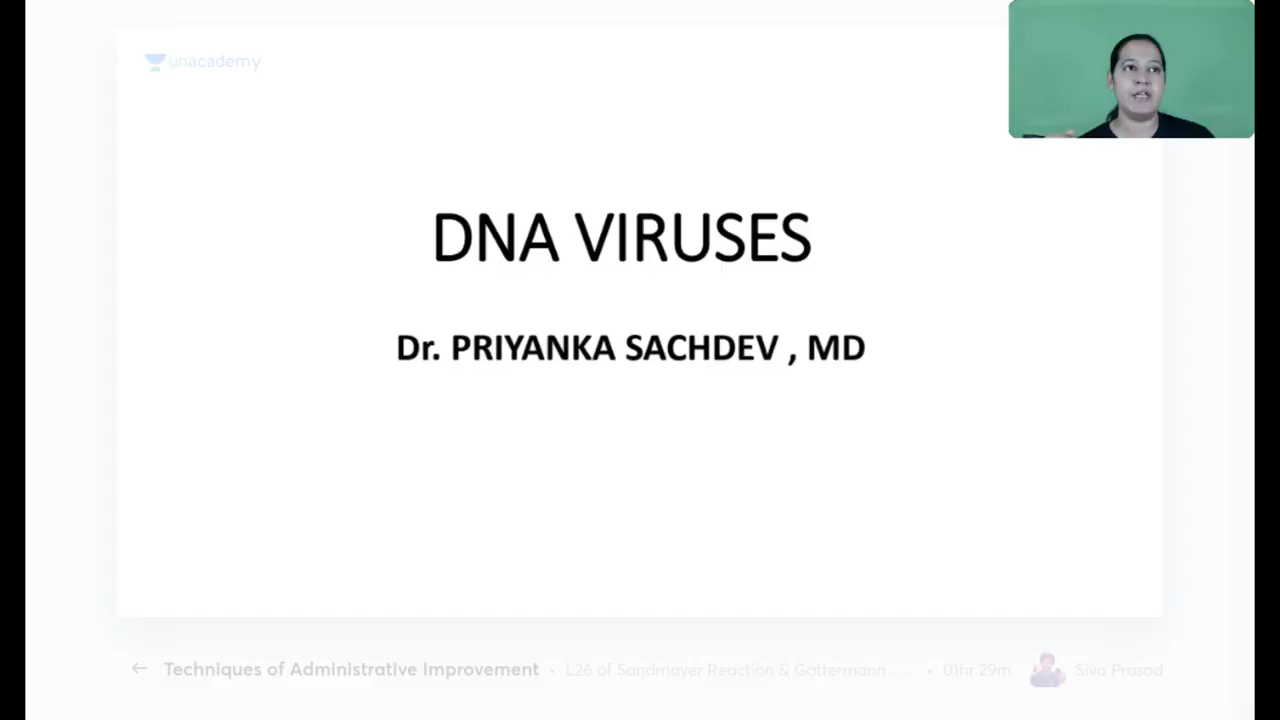 unacademy
DNA VIRUSES
Dr. PRIYANKA SACHDEV , MD
← Techniques of Administrative Improvement • L26 of Sandmayer Reaction & Gattermann .... • 01hr 29m Siva Prasad